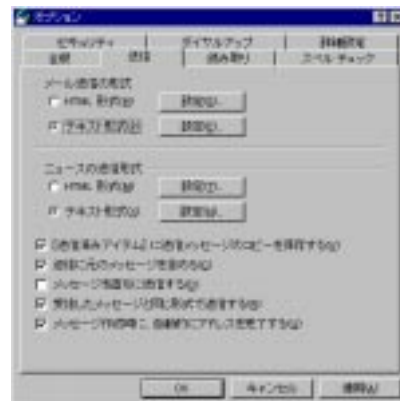 オプション
セキュリティ ダイヤルアップ 詳細設定
全般 送信 読み取り スペル チェック
メール送信の形式
HTML 形式(H) 設定(E)...
テキスト形式(P) 設定(G)...
ニュースの送信形式
HTML 形式(M) 設定(T)...
テキスト形式(X) 設定(N)...
[送信済みアイテム] に送信メッセージのコピーを保存する
返信に元のメッセージを含める
メッセージを直ちに送信する
受信したメッセージと同じ形式で返信する
メッセージ作成時に、自動的にアドレスを完了する
OK キャンセル 適用(A)